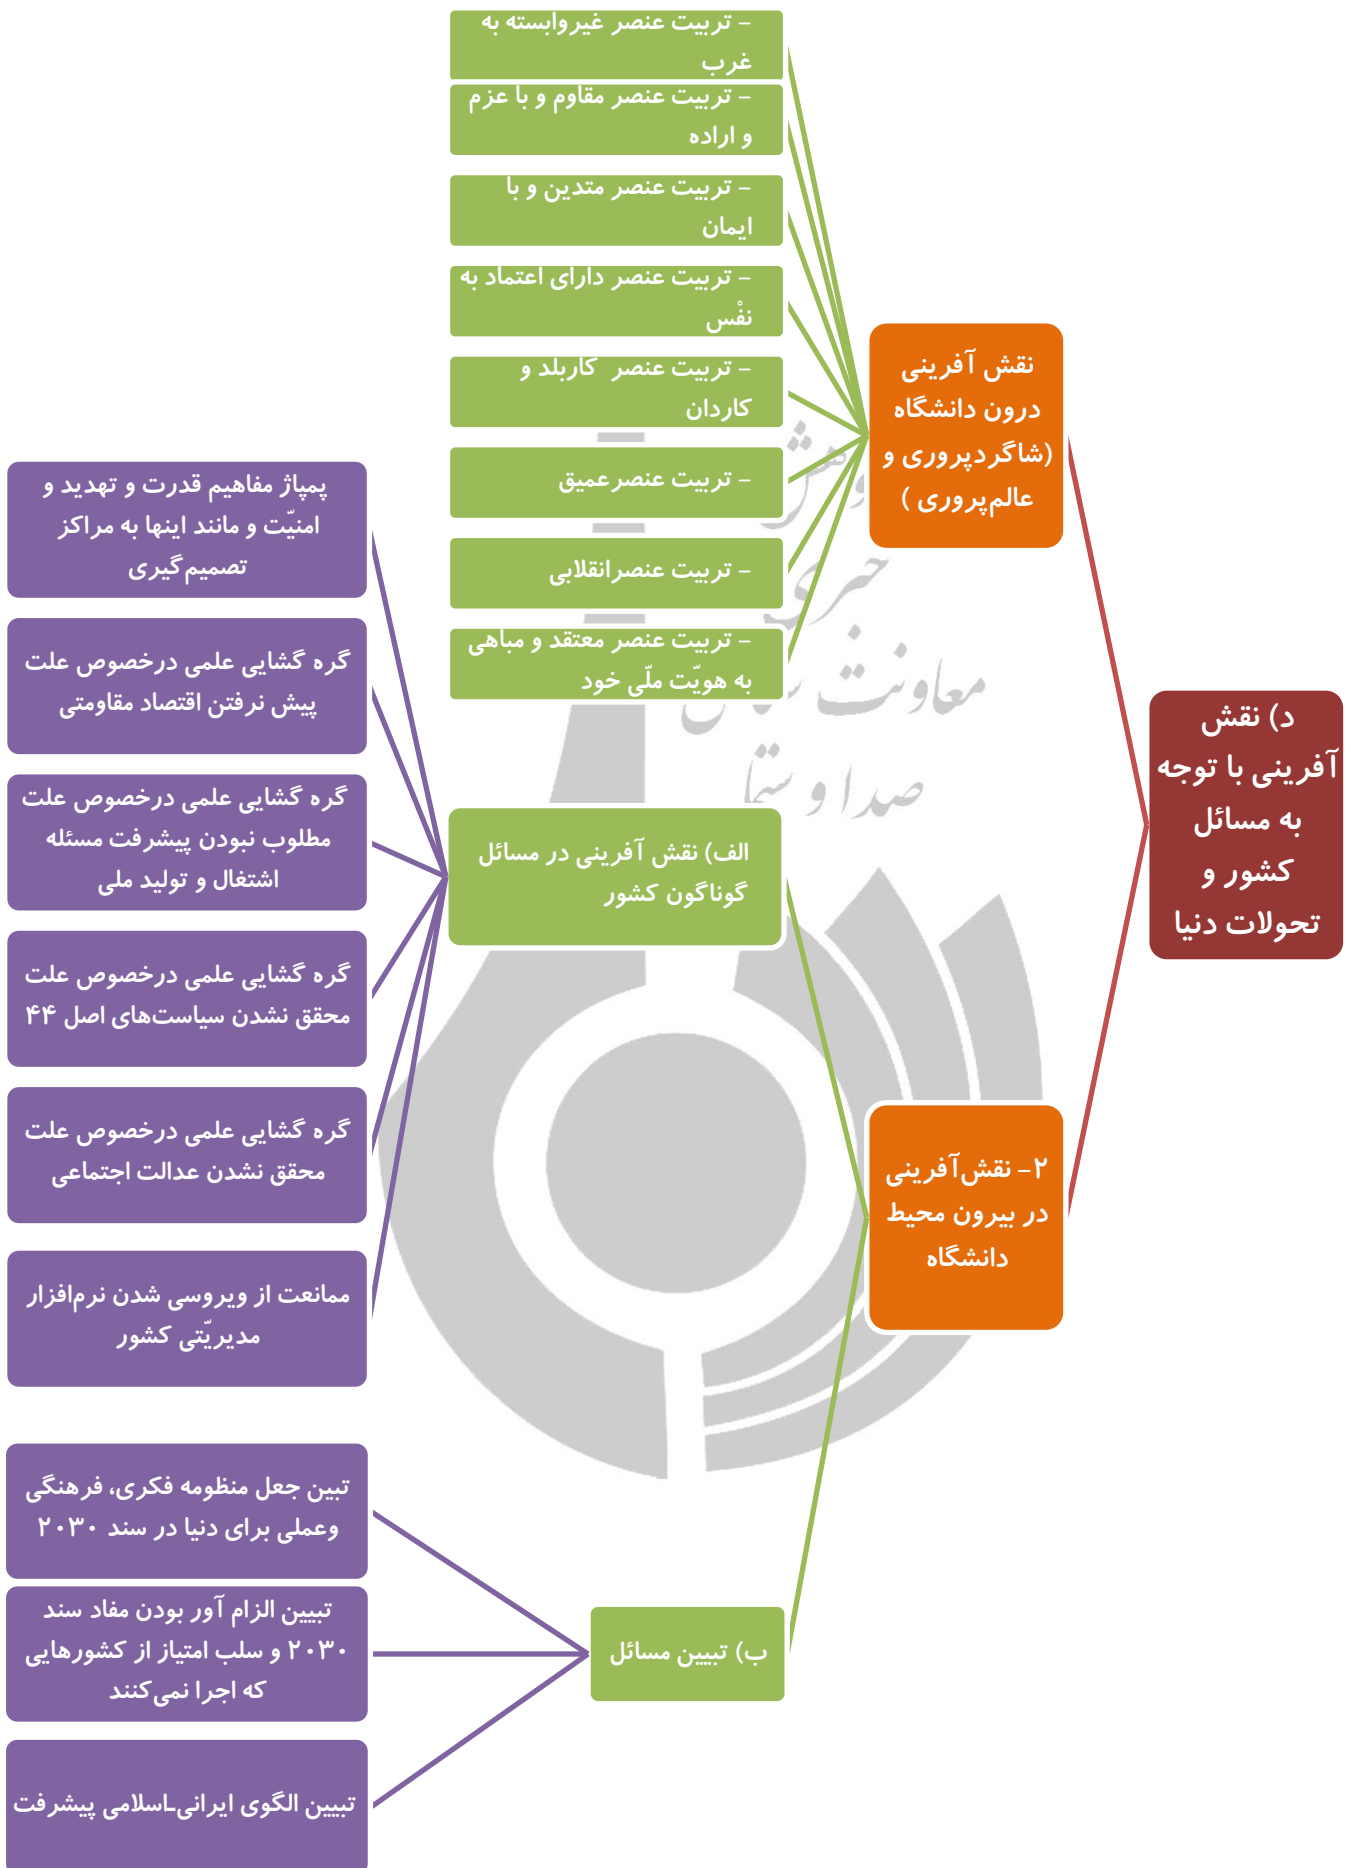 د) نقش
آفرینی با توجه
به مسائل
کشور و
تحولات دنیا
نقش آفرینی
درون دانشگاه
(شاگردپروری و
عالم‌پروری )
- تربیت عنصر غیروابسته به
غرب
- تربیت عنصر مقاوم و با عزم
و اراده
- تربیت عنصر متدین و با
ایمان
- تربیت عنصر دارای اعتماد به
نفْس
- تربیت عنصر کاربلد و
کاردان
- تربیت عنصرعمیق
- تربیت عنصرانقلابی
- تربیت عنصر معتقد و مباهی
به هویّت ملّی خود
۲- نقش‌آفرینی
در بیرون محیط
دانشگاه
الف) نقش آفرینی در مسائل
گوناگون کشور
پمپاژ مفاهیم قدرت و تهدید و
امنیّت و مانند اینها به مراکز
تصمیم‌گیری
گره گشایی علمی درخصوص علت
پیش نرفتن اقتصاد مقاومتی
گره گشایی علمی درخصوص علت
مطلوب نبودن پیشرفت مسئله
اشتغال و تولید ملی
گره گشایی علمی درخصوص علت
محقق نشدن سیاست‌های اصل ۴۴
گره گشایی علمی درخصوص علت
محقق نشدن عدالت اجتماعی
ممانعت از ویروسی شدن نرم‌افزار
مدیریّتی کشور
ب) تبیین مسائل
تبین جعل منظومه فکری، فرهنگی
وعملی برای دنیا در سند ۲۰۳۰
تبیین الزام آور بودن مفاد سند
۲۰۳۰ و سلب امتیاز از کشورهایی
که اجرا نمی‌کنند
تبیین الگوی ایرانی‌ـاسلامی پیشرفت
خبری
معاونت
صدا و سیما